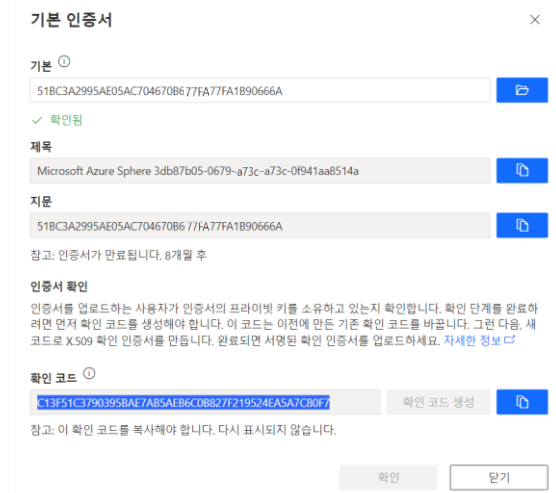 기본 인증서
기본
51BC3A2995AE05AC704670B677FA77FA1B90666A
확인됨
제목
Microsoft Azure Sphere 3db87b05-0679-a73c-a73c-0f941aa8514a
지문
51BC3A2995AE05AC704670B677FA77FA1B90666A
참고: 인증서가 만료됩니다. 8개월 후
인증서 확인
인증서를 업로드하는 사용자가 인증서의 프라이빗 키를 소유하고 있는지 확인합니다. 확인 단계를 완료하
려면 먼저 확인 코드를 생성해야 합니다. 이 코드는 이전에 만든 기존 확인 코드를 바꿉니다. 그런 다음, 새
코드로 X.509 확인 인증서를 만듭니다. 완료되면 서명된 확인 인증서를 업로드하세요. 자세한 정보
확인 코드
C13F51C3790395BAE7AB5AEB6C0B827F219524EA5A7C80F7 확인 코드 생성
참고: 이 확인 코드를 복사해야 합니다. 다시 표시되지 않습니다.
확인 닫기